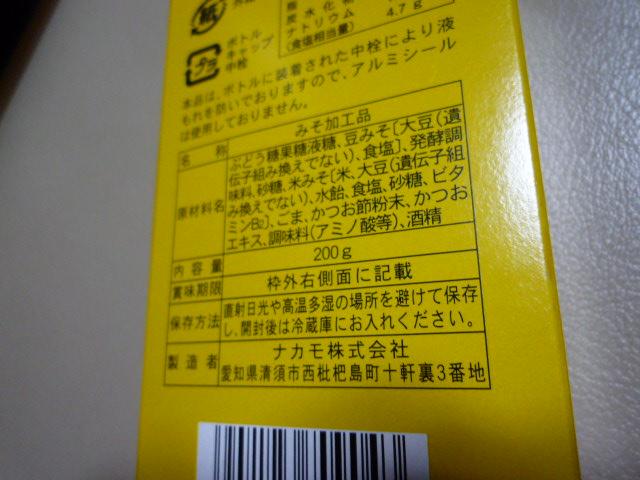 紙
外箱
ボトル
キャップ
中栓
プラ
炭水化物
ナトリウム
(食塩相当量)
4.7g
本品は、ボトルに装着された中栓により液
もれを防いでおりますので、アルミシール
は使用しておりません。
名称 みそ加工品
原材料名
ぶどう糖果糖液糖、豆みそ[大豆(遺
伝子組み換えでない)、食塩]、発酵調
味料、砂糖、米みそ[米、大豆(遺伝子組
み換えでない)、水飴、食塩、砂糖、ビタ
ミンB₂]、ごま、かつお節粉末、かつお
エキス、調味料(アミノ酸等)、酒精
内容量 200g
賞味期限 枠外右側面に記載
保存方法
直射日光や高温多湿の場所を避けて保存
し、開封後は冷蔵庫にお入れください。
製造者
ナカモ株式会社
愛知県清須市西枇杷島町十軒裏3番地